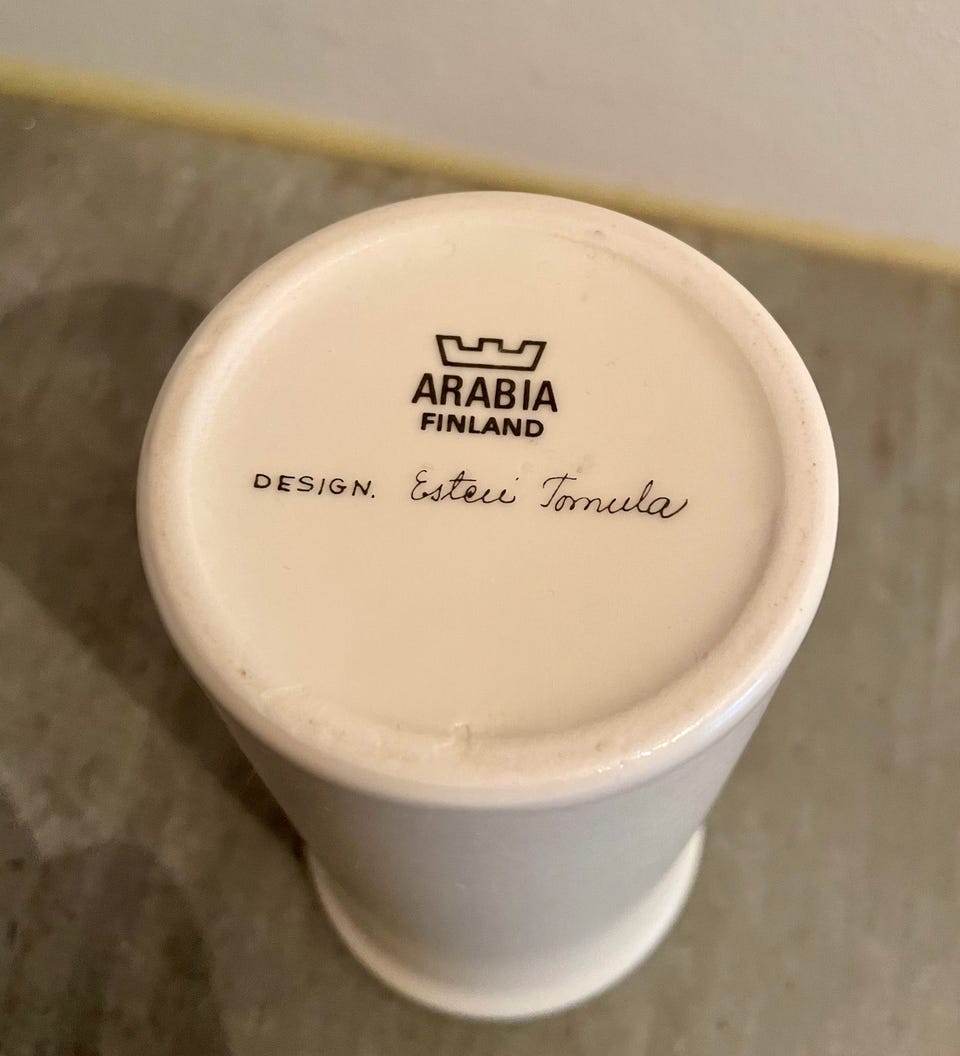 ARABIA
FINLAND
DESIGN. Esteri Tomula